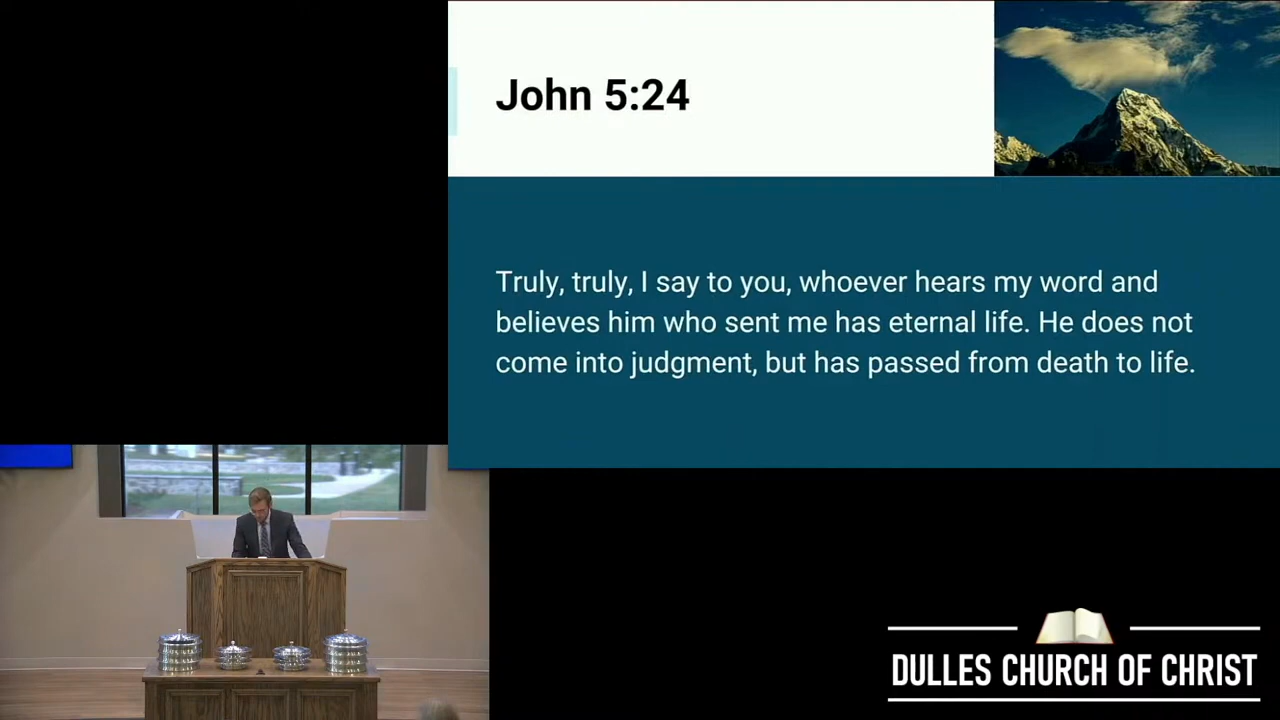 John 5:24
Truly, truly, I say to you, whoever hears my word and
believes him who sent me has eternal life. He does not
come into judgment, but has passed from death to life.
DULLES CHURCH OF CHRIST